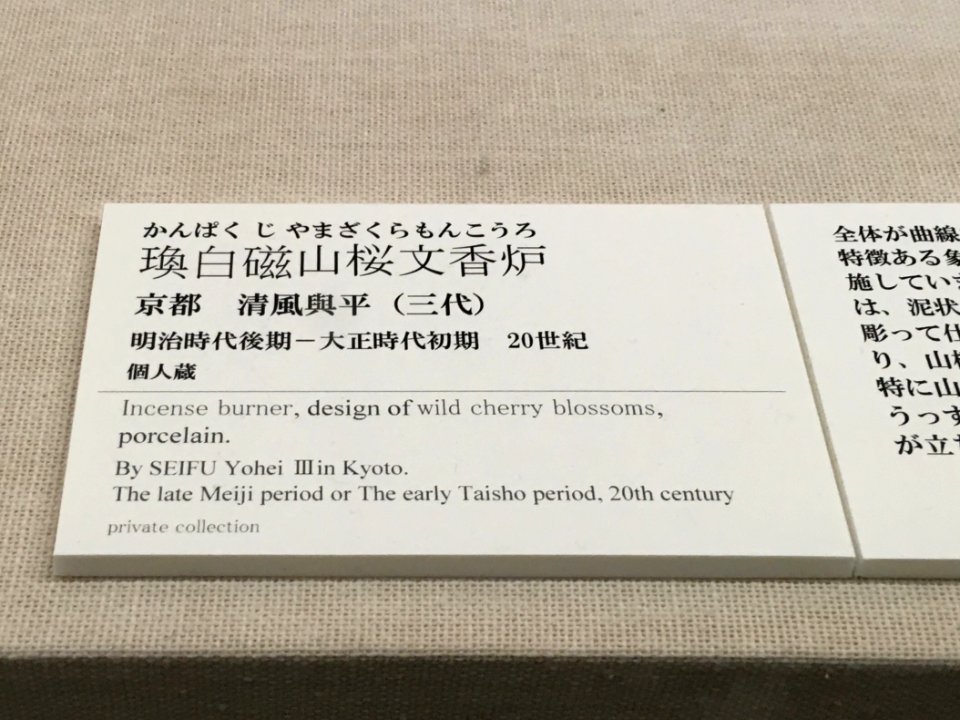 かんぱく じ やまざくらもんこうろ
瑍白磁山桜文香炉
京都　清風與平（三代）
明治時代後期－大正時代初期　20世紀
個人蔵
Incense burner, design of wild cherry blossoms,
porcelain.
By SEIFU Yohei Ⅲ in Kyoto.
The late Meiji period or The early Taisho period, 20th century
private collection
全体が曲線
特徴ある象
施していま
は、泥状
彫って仕
り、山桜
特に山
うっす
が立ち